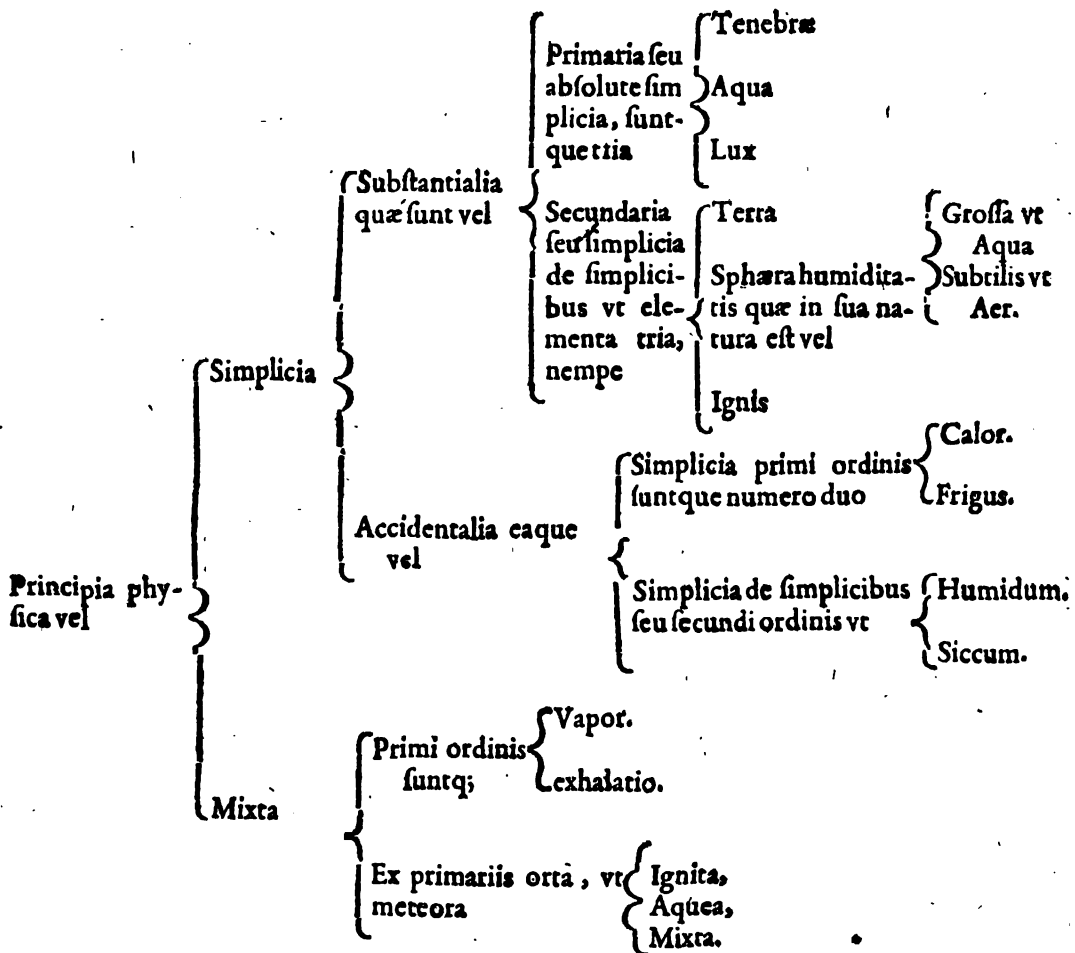 Principia phy-
ſica vel
Simplicia
Subſtantialia
quæ ſunt vel
Primaria ſeu
abſolute ſim
plicia, ſunt-
que tria
Tenebræ
Aqua
Lux
Secundaria
ſeu ſimplicia
de ſimplici-
bus vt ele-
menta tria,
nempe
Terra
Sphæra humidita-
tis quæ in ſua na-
tura eſt vel
Groſſa vt
Aqua
Subtilis vt
Aer.
Ignis
Accidentalia eaque
vel
Simplicia primi ordinis
ſuntque numero duo
Calor.
Frigus.
Simplicia de ſimplicibus
ſeu ſecundi ordinis vt
Humidum.
Siccum.
Mixta
Primi ordinis
ſuntq;
Vapor.
exhalatio.
Ex primariis orta, vt
meteora
Ignita,
Aquea,
Mixta.